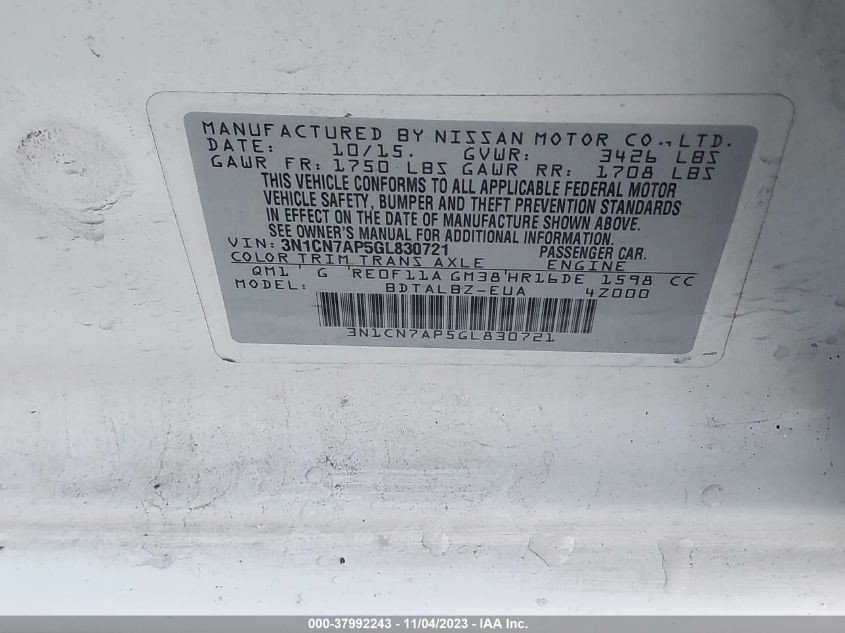 MANUFACTURED BY NISSAN MOTOR CO., LTD.
DATE: 10/15. GVWR: 3426 LBS
GAWR FR: 1750 LBS GAWR RR: 1708 LBS
THIS VEHICLE CONFORMS TO ALL APPLICABLE FEDERAL MOTOR
VEHICLE SAFETY, BUMPER AND THEFT PREVENTION STANDARDS
IN EFFECT ON THE DATE OF MANUFACTURE SHOWN ABOVE.
SEE OWNER'S MANUAL FOR ADDITIONAL INFORMATION
VIN: 3N1CN7AP5GL830721 PASSENGER CAR.
COLOR TRIM TRANS AXLE ENGINE
QM1 ' G 'RE0F11A GM38'HR16DE 1598 CC
MODEL: BDTALBZ-EUA 4Z000
3N1CN7AP5GL830721
000-37992243 - 11/04/2023 - IAA Inc.